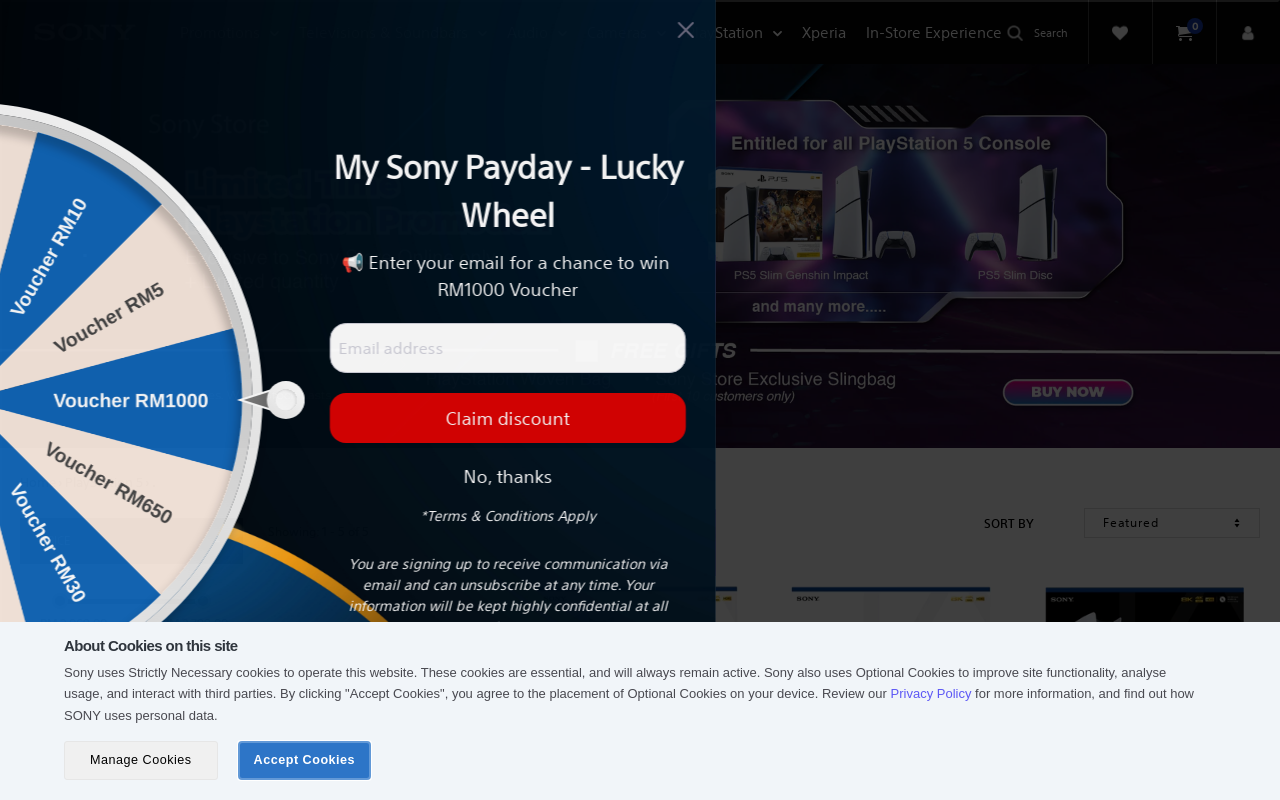 SONY
Station
Xperia
In-Store Experience
Search
0
Sony Store
Entitled for all PlayStation 5 Console
PS5 Slim Genshin Impact
PS5 Slim Disc
and many more.....
FREE GIFTS
Store Exclusive Slingbag
BUY NOW
My Sony Payday - Lucky
Wheel
📢 Enter your email for a chance to win
RM1000 Voucher
Email address
Claim discount
No, thanks
*Terms & Conditions Apply
You are signing up to receive communication via
email and can unsubscribe at any time. Your
information will be kept highly confidential at all
Voucher RM10
Voucher RM5
Voucher RM1000
Voucher RM650
Voucher RM30
SORT BY
Featured
SONY
SONY
About Cookies on this site
Sony uses Strictly Necessary cookies to operate this website. These cookies are essential, and will always remain active. Sony also uses Optional Cookies to improve site functionality, analyse
usage, and interact with third parties. By clicking "Accept Cookies", you agree to the placement of Optional Cookies on your device. Review our Privacy Policy for more information, and find out how
SONY uses personal data.
Manage Cookies
Accept Cookies